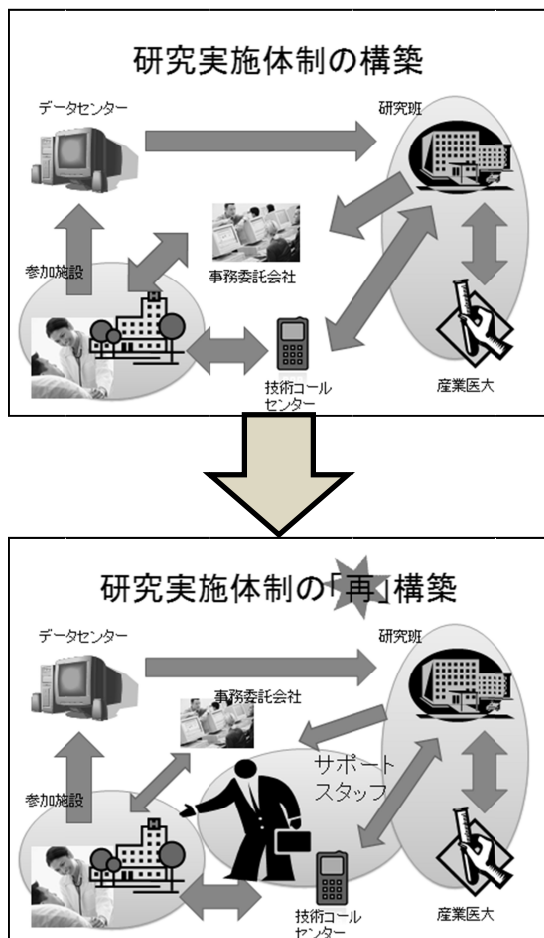 研究実施体制の構築
データセンター
研究班
参加施設
事務委託会社
技術コール
センター
産業医大
研究実施体制の「再」構築
データセンター
研究班
事務委託会社
サポート
スタッフ
参加施設
技術コール
センター
産業医大